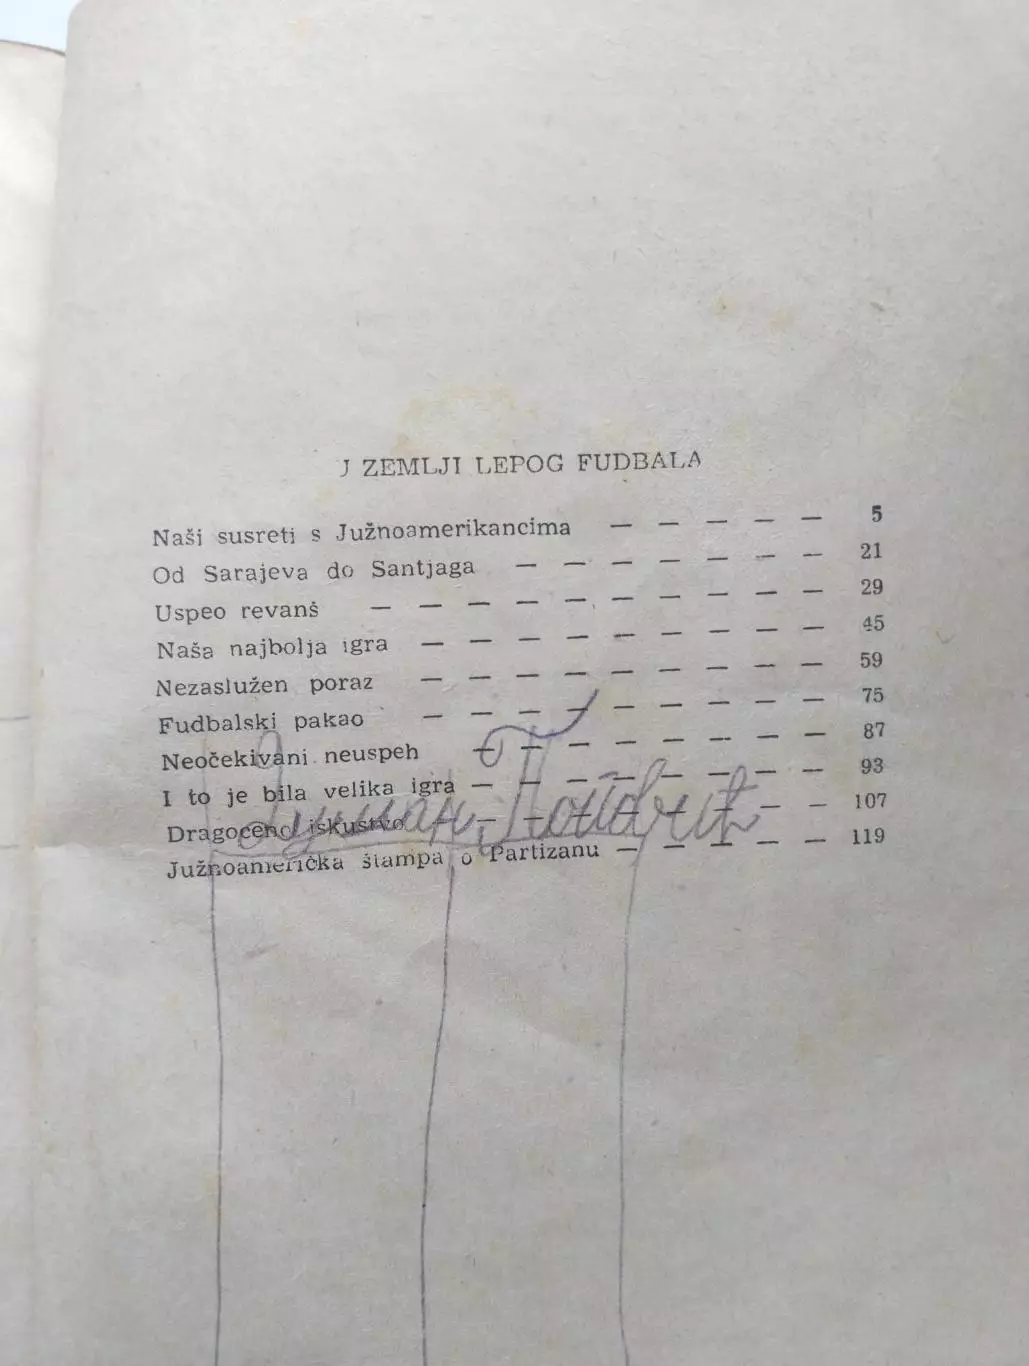 J ZEMLJI LEPOG FUDBALA
Naši susreti s Južnoamerikancima — — — — — 5
Od Sarajeva do Santjaga — — — — — — — 21
Uspeo revanš — — — — — — — — — — 29
Naša najbolja igra — — — — — — — — — 45
Nezaslužen poraz — — — — — — — — — 59
Fudbalski pakao — — — — — — — — — 75
Neočekivani neuspeh — — — — — — — — 87
I to je bila velika igra — — — — — — — — 93
Dragoceno iskustvo — — — — — — — — — 107
Južnoamerička štampa o Partizanu — — — — — 119